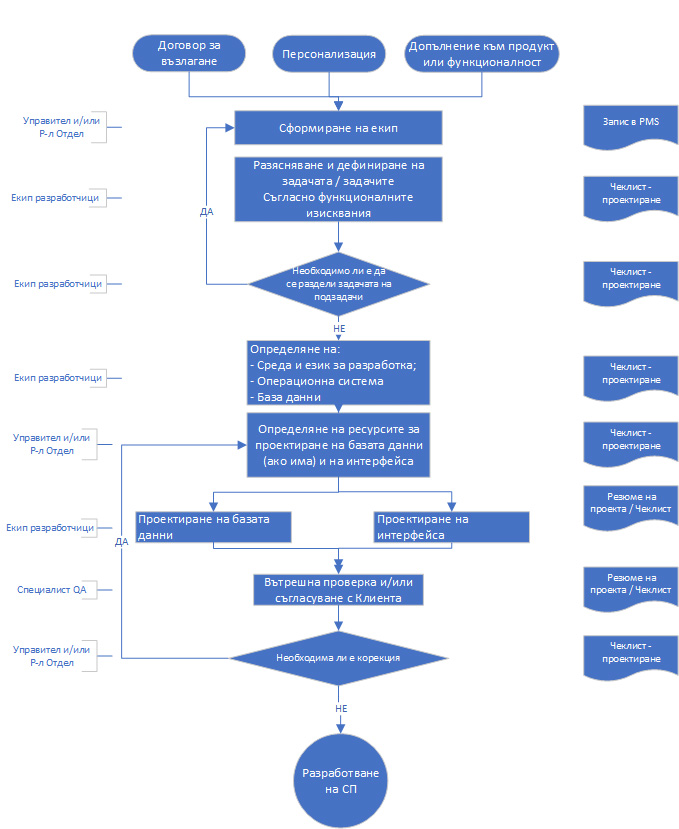 Договор за
възлагане
Персонализация
Допълнение към продукт
или функционалност
Управител и/или
Р-л Отдел
Сформиране на екип
Запис в PMS
Екип разработчици
Разясняване и дефиниране на
задачата / задачите
Съгласно функционалните
изисквания
Чеклист -
проектиране
ДА
Екип разработчици
Необходимо ли е да
се раздели задачата на
подзадачи
Чеклист -
проектиране
НЕ
Екип разработчици
Определяне на:
- Среда и език за разработка;
- Операционна система
- База данни
Чеклист -
проектиране
Управител и/или
Р-л Отдел
Определяне на ресурсите за
проектиране на базата данни
(ако има) и на интерфейса
Чеклист -
проектиране
Екип разработчици
Проектиране на базата
данни
Проектиране на
интерфейса
Резюме на
проекта / Чеклист
ДА
Специалист QA
Вътрешна проверка и/или
съгласуване с Клиента
Резюме на
проекта / Чеклист
Управител и/или
Р-л Отдел
Необходима ли е корекция
Чеклист -
проектиране
НЕ
Разработване
на СП